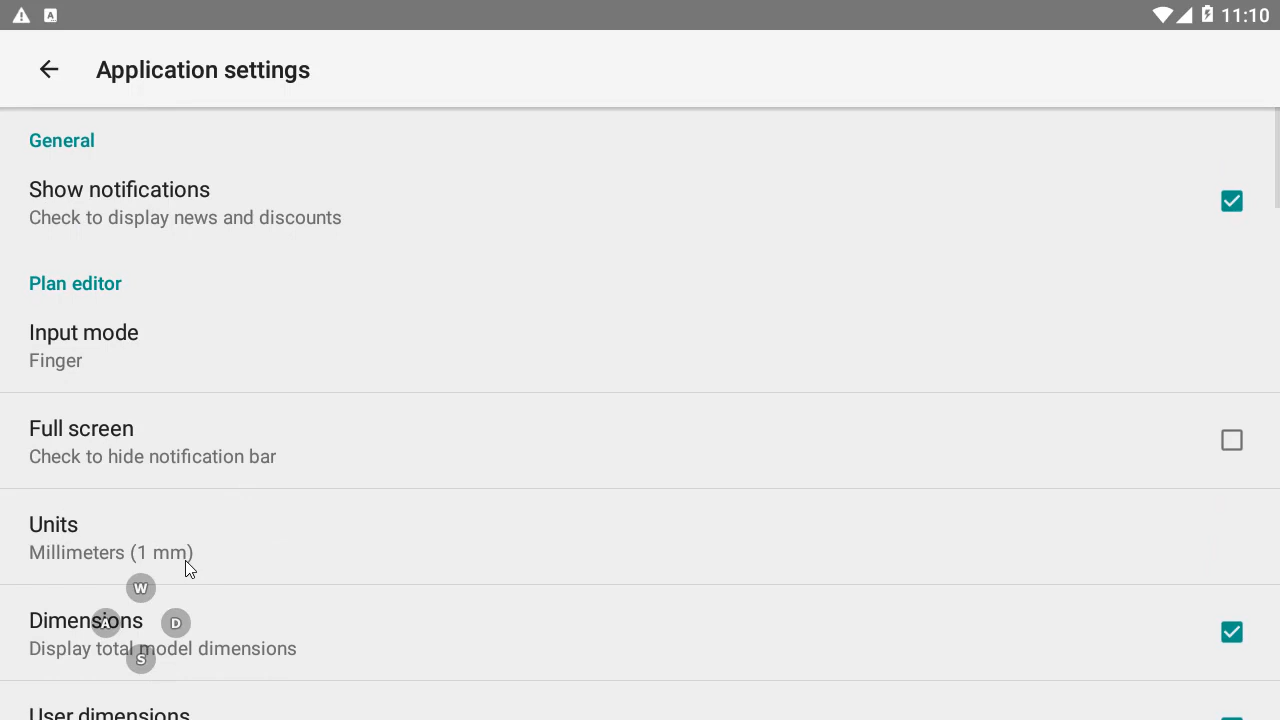 A
11:10
Application settings
General
Show notifications
Check to display news and discounts
Plan editor
Input mode
Finger
Full screen
Check to hide notification bar
Units
Millimeters (1 mm)
W
Dimensions
A
D
Display total model dimensions
S
User dimensions